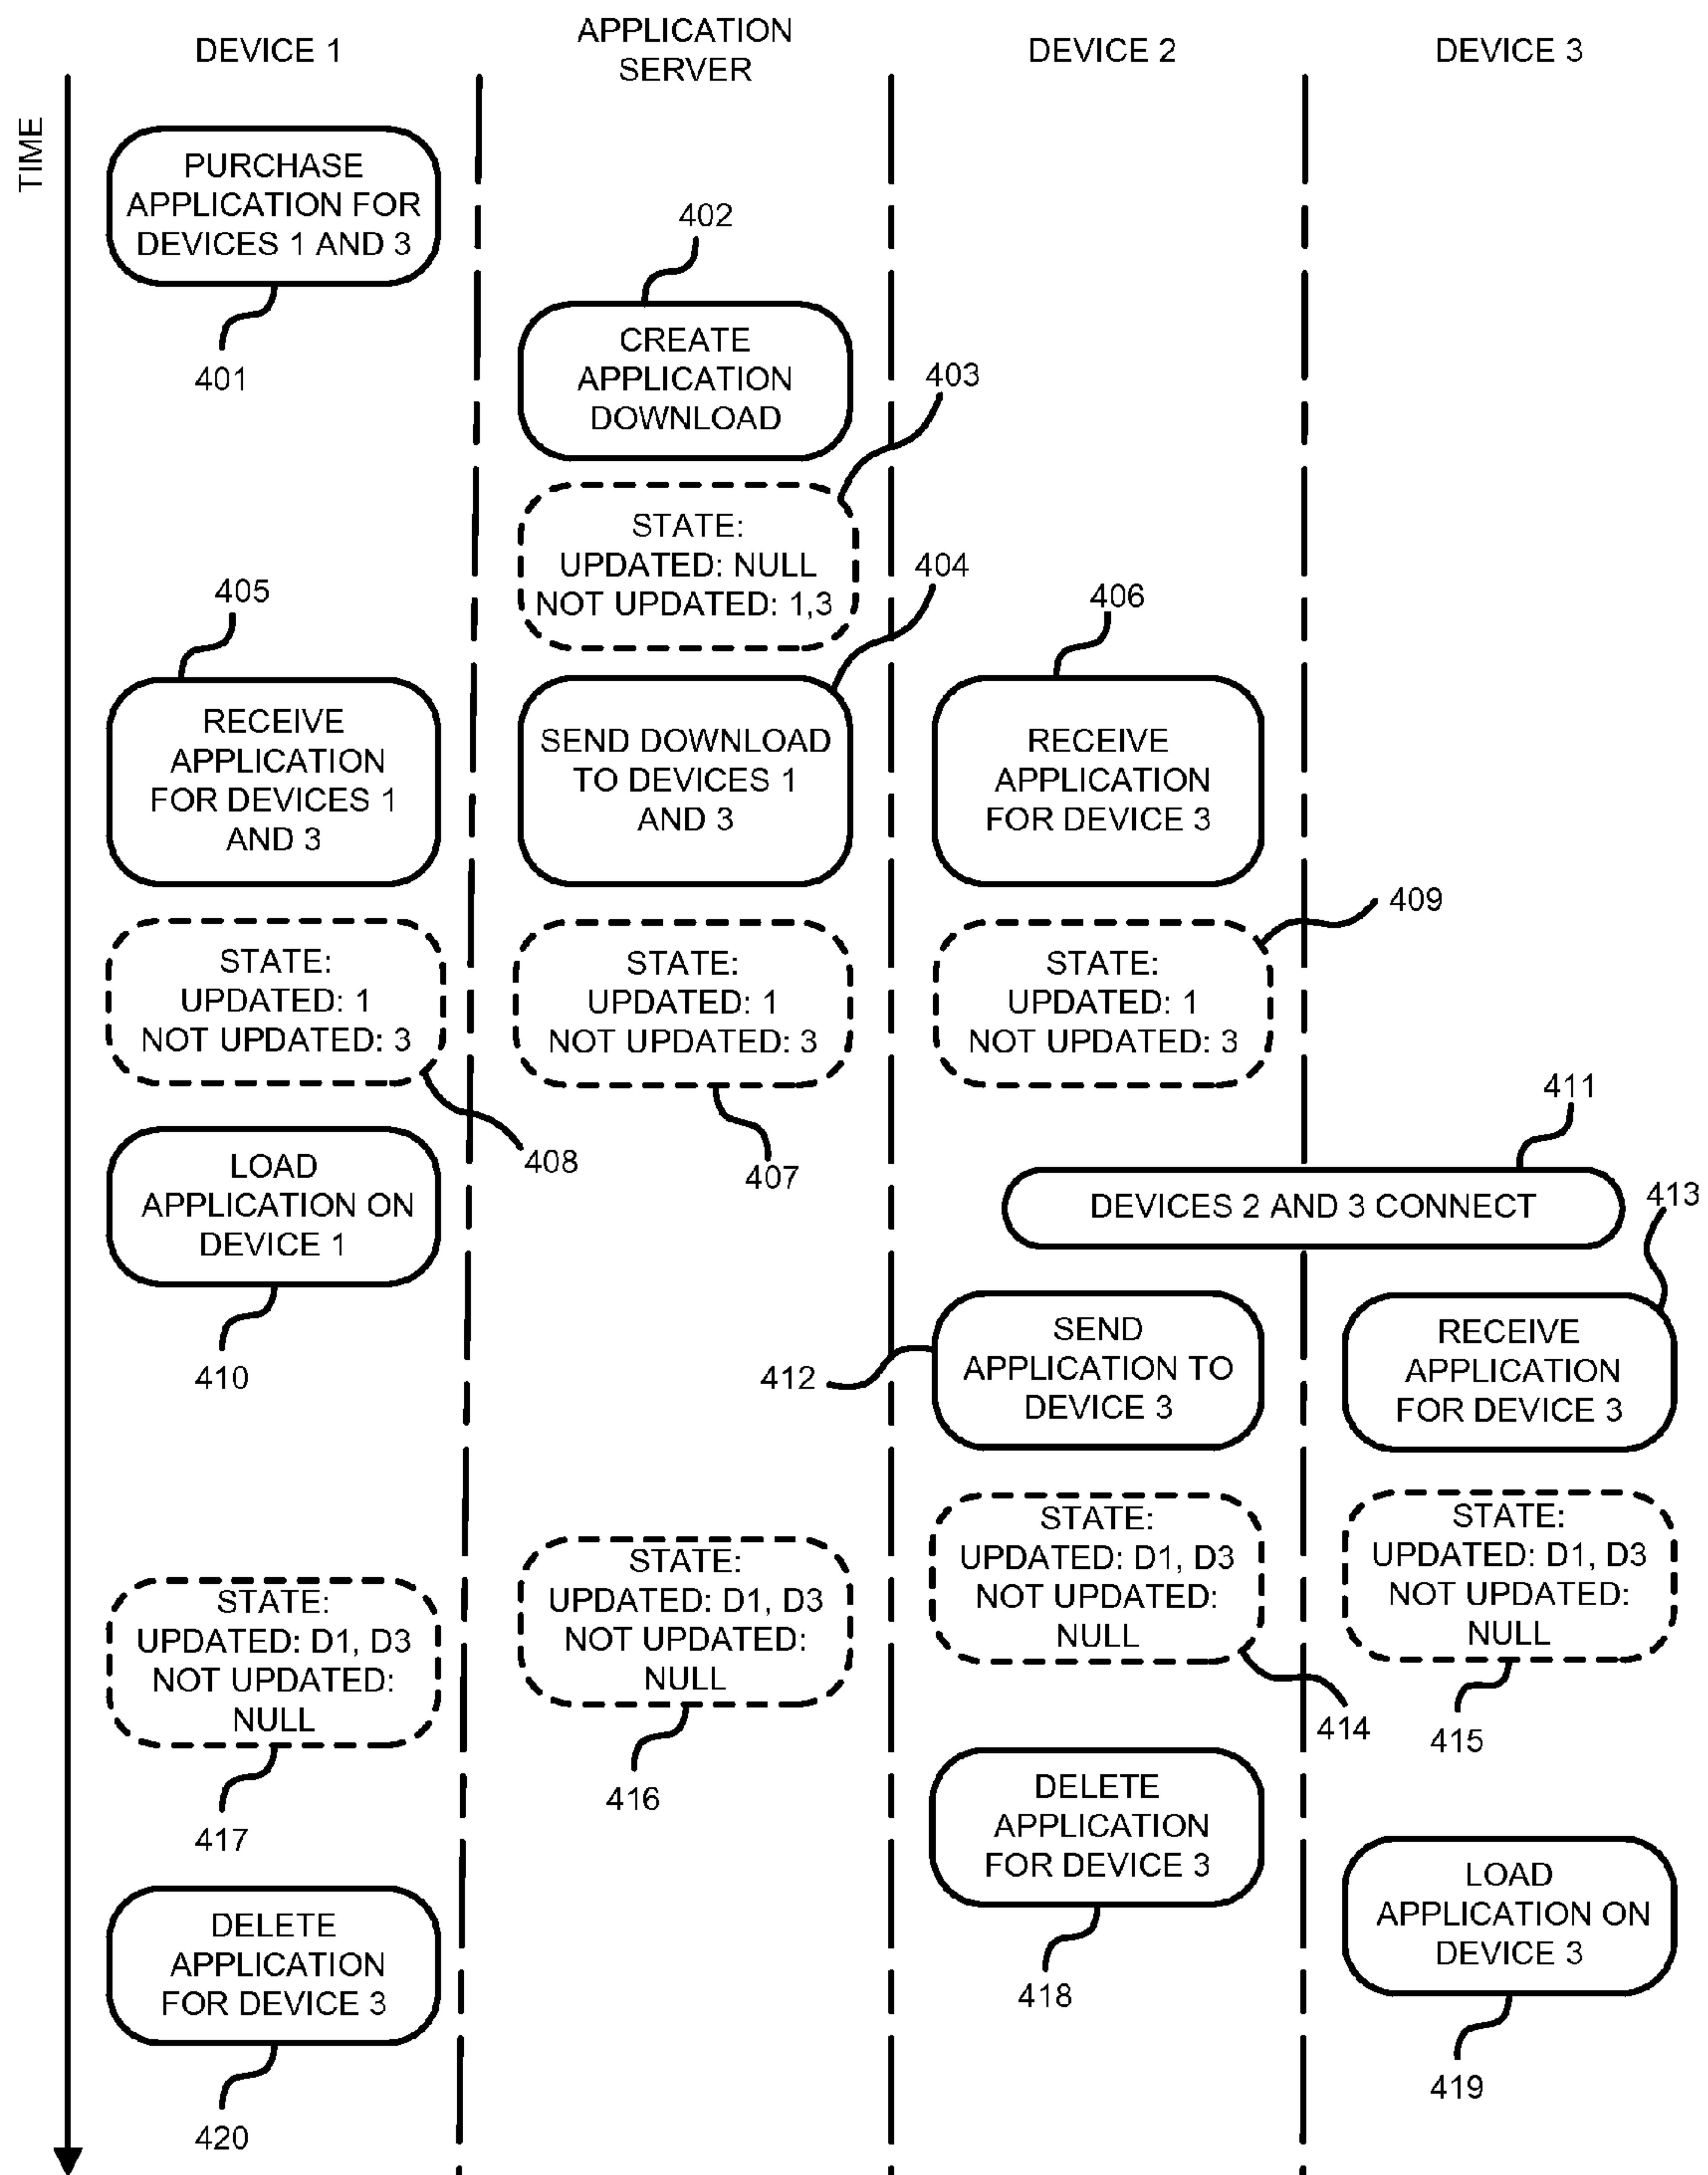 DEVICE 1
APPLICATION
SERVER
DEVICE 2
DEVICE 3
TIME
PURCHASE
APPLICATION FOR
DEVICES 1 AND 3
401
402
CREATE
APPLICATION
DOWNLOAD
403
STATE:
UPDATED: NULL
NOT UPDATED: 1,3
404
405
RECEIVE
APPLICATION
FOR DEVICES 1
AND 3
SEND DOWNLOAD
TO DEVICES 1
AND 3
406
RECEIVE
APPLICATION
FOR DEVICE 3
409
STATE:
UPDATED: 1
NOT UPDATED: 3
408
STATE:
UPDATED: 1
NOT UPDATED: 3
407
STATE:
UPDATED: 1
NOT UPDATED: 3
LOAD
APPLICATION ON
DEVICE 1
410
411
DEVICES 2 AND 3 CONNECT
413
412
SEND
APPLICATION TO
DEVICE 3
RECEIVE
APPLICATION
FOR DEVICE 3
STATE:
UPDATED: D1, D3
NOT UPDATED:
NULL
417
STATE:
UPDATED: D1, D3
NOT UPDATED:
NULL
416
STATE:
UPDATED: D1, D3
NOT UPDATED:
NULL
414
STATE:
UPDATED: D1, D3
NOT UPDATED:
NULL
415
DELETE
APPLICATION
FOR DEVICE 3
418
LOAD
APPLICATION ON
DEVICE 3
419
DELETE
APPLICATION
FOR DEVICE 3
420